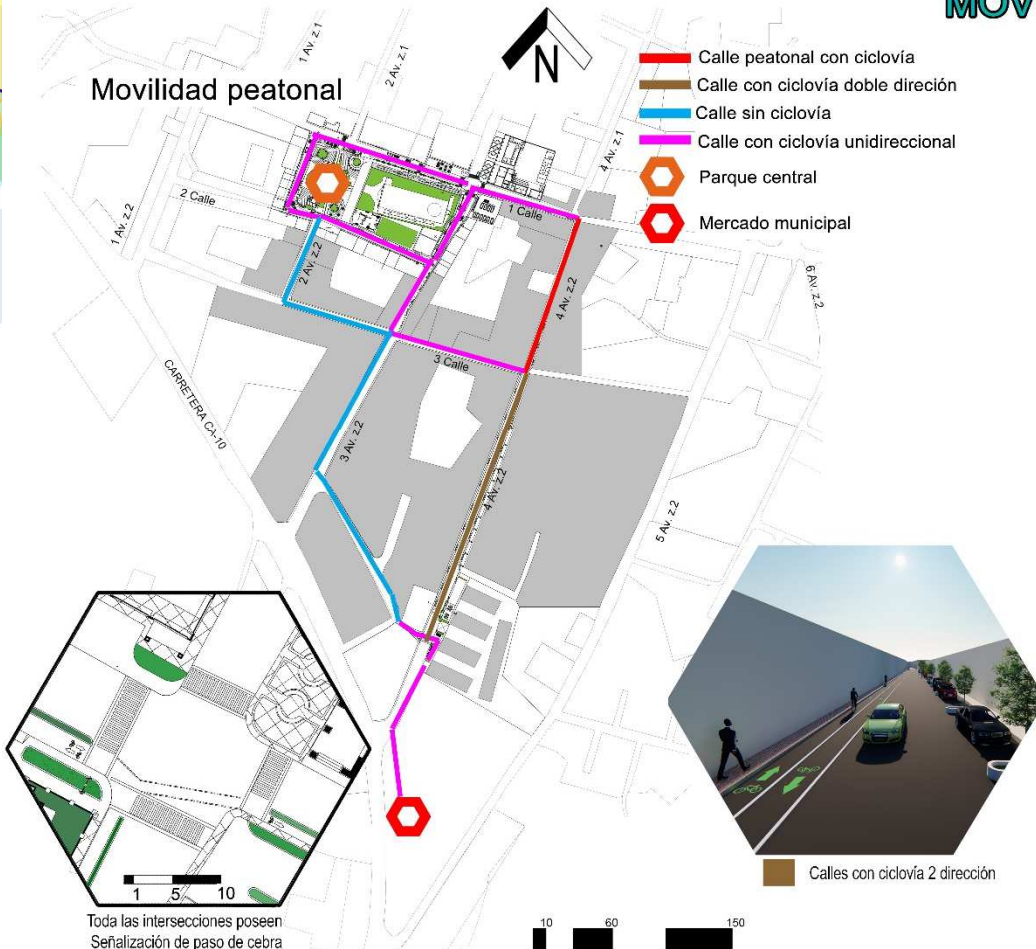 MOV
Movilidad peatonal
N
Calle peatonal con ciclovía
Calle con ciclovía doble direción
Calle sin ciclovía
Calle con ciclovía unidireccional
Parque central
Mercado municipal
1 Av. z.1
2 Av. z.1
4 Av. z.1
1 Av. z.2
2 Calle
1 Calle
2 Av. z.2
4 Av. z.2
6 Av. z.2
CARRETERA CA-10
3 Calle
3 Av. z.2
4 Av. z.2
5 Av. z.2
1 5 10
Toda las intersecciones poseen
Señalización de paso de cebra
Calles con ciclovía 2 dirección
10 60 150